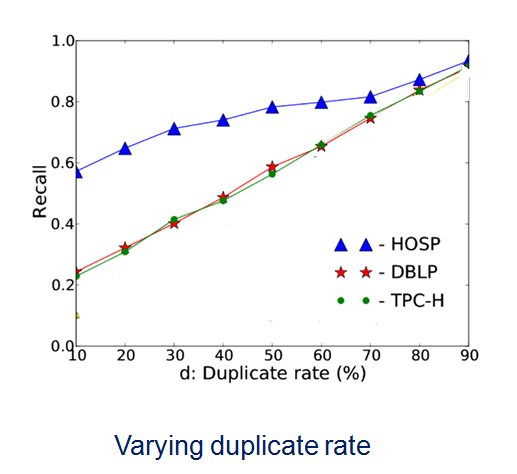 1.0
0.8
0.6
0.4
0.2
0.0
Recall
▲ ▲ - HOSP
★ ★ - DBLP
● ● - TPC-H
10 20 30 40 50 60 70 80 90
d: Duplicate rate (%)
Varying duplicate rate